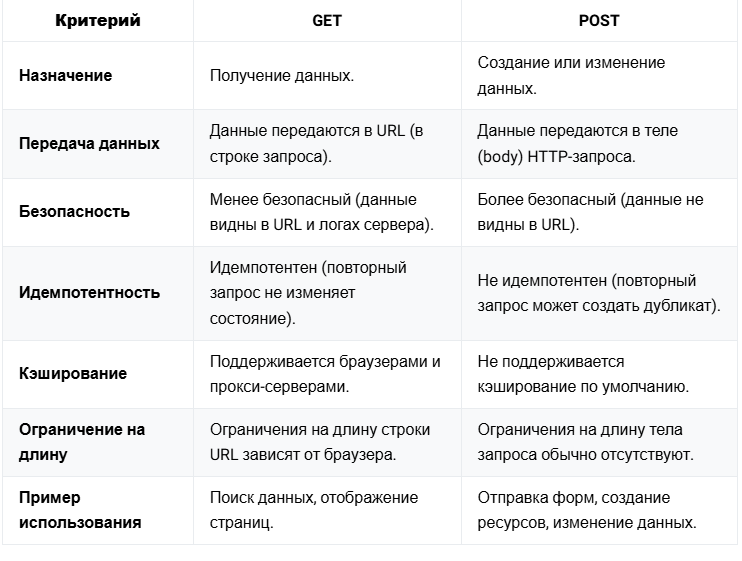 Критерий GET POST
Назначение Получение данных. Создание или изменение
данных.
Передача данных Данные передаются в URL (в
строке запроса). Данные передаются в теле
(body) HTTP-запроса.
Безопасность Менее безопасный (данные
видны в URL и логах сервера). Более безопасный (данные не
видны в URL).
Идемпотентность Идемпотентен (повторный
запрос не изменяет
состояние). Не идемпотентен (повторный
запрос может создать дубликат).
Кэширование Поддерживается браузерами и
прокси-серверами. Не поддерживается
кэширование по умолчанию.
Ограничение на
длину Ограничения на длину строки
URL зависят от браузера. Ограничения на длину тела
запроса обычно отсутствуют.
Пример
использования Поиск данных, отображение
страниц. Отправка форм, создание
ресурсов, изменение данных.